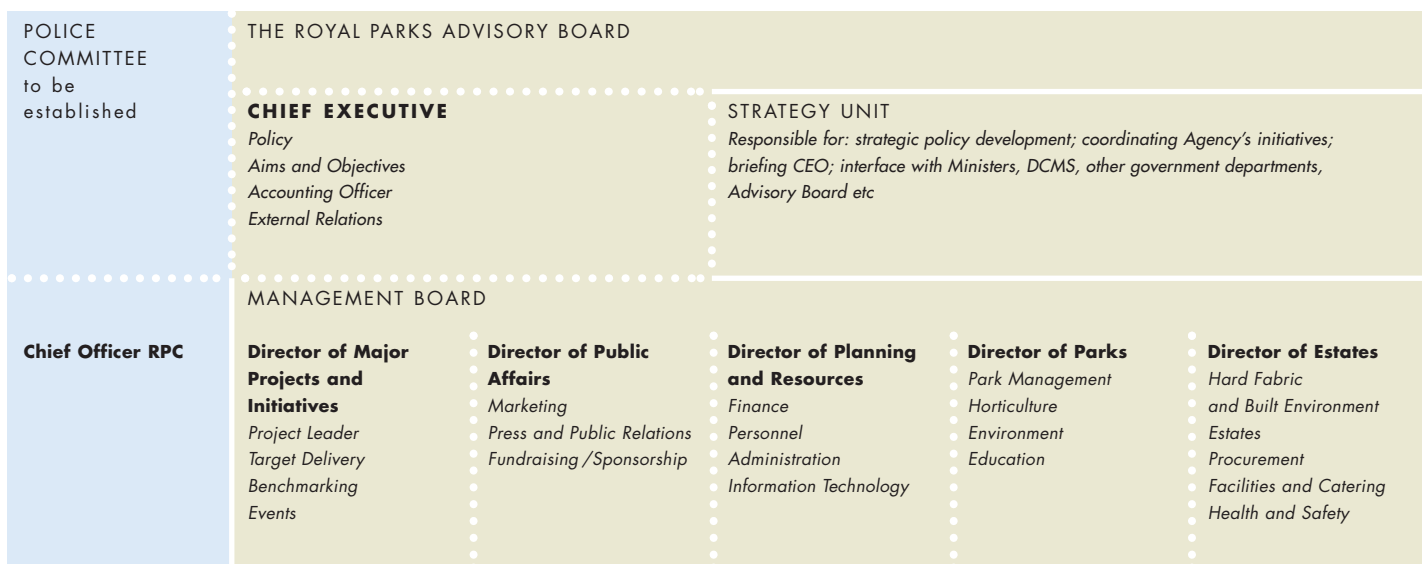 POLICE
COMMITTEE
to be
established
THE ROYAL PARKS ADVISORY BOARD
CHIEF EXECUTIVE
Policy
Aims and Objectives
Accounting Officer
External Relations
STRATEGY UNIT
Responsible for: strategic policy development; coordinating Agency's initiatives;
briefing CEO; interface with Ministers, DCMS, other government departments,
Advisory Board etc
MANAGEMENT BOARD
Chief Officer RPC
Director of Major
Projects and
Initiatives
Project Leader
Target Delivery
Benchmarking
Events
Director of Public
Affairs
Marketing
Press and Public Relations
Fundraising/Sponsorship
Director of Planning
and Resources
Finance
Personnel
Administration
Information Technology
Director of Parks
Park Management
Horticulture
Environment
Education
Director of Estates
Hard Fabric
and Built Environment
Estates
Procurement
Facilities and Catering
Health and Safety